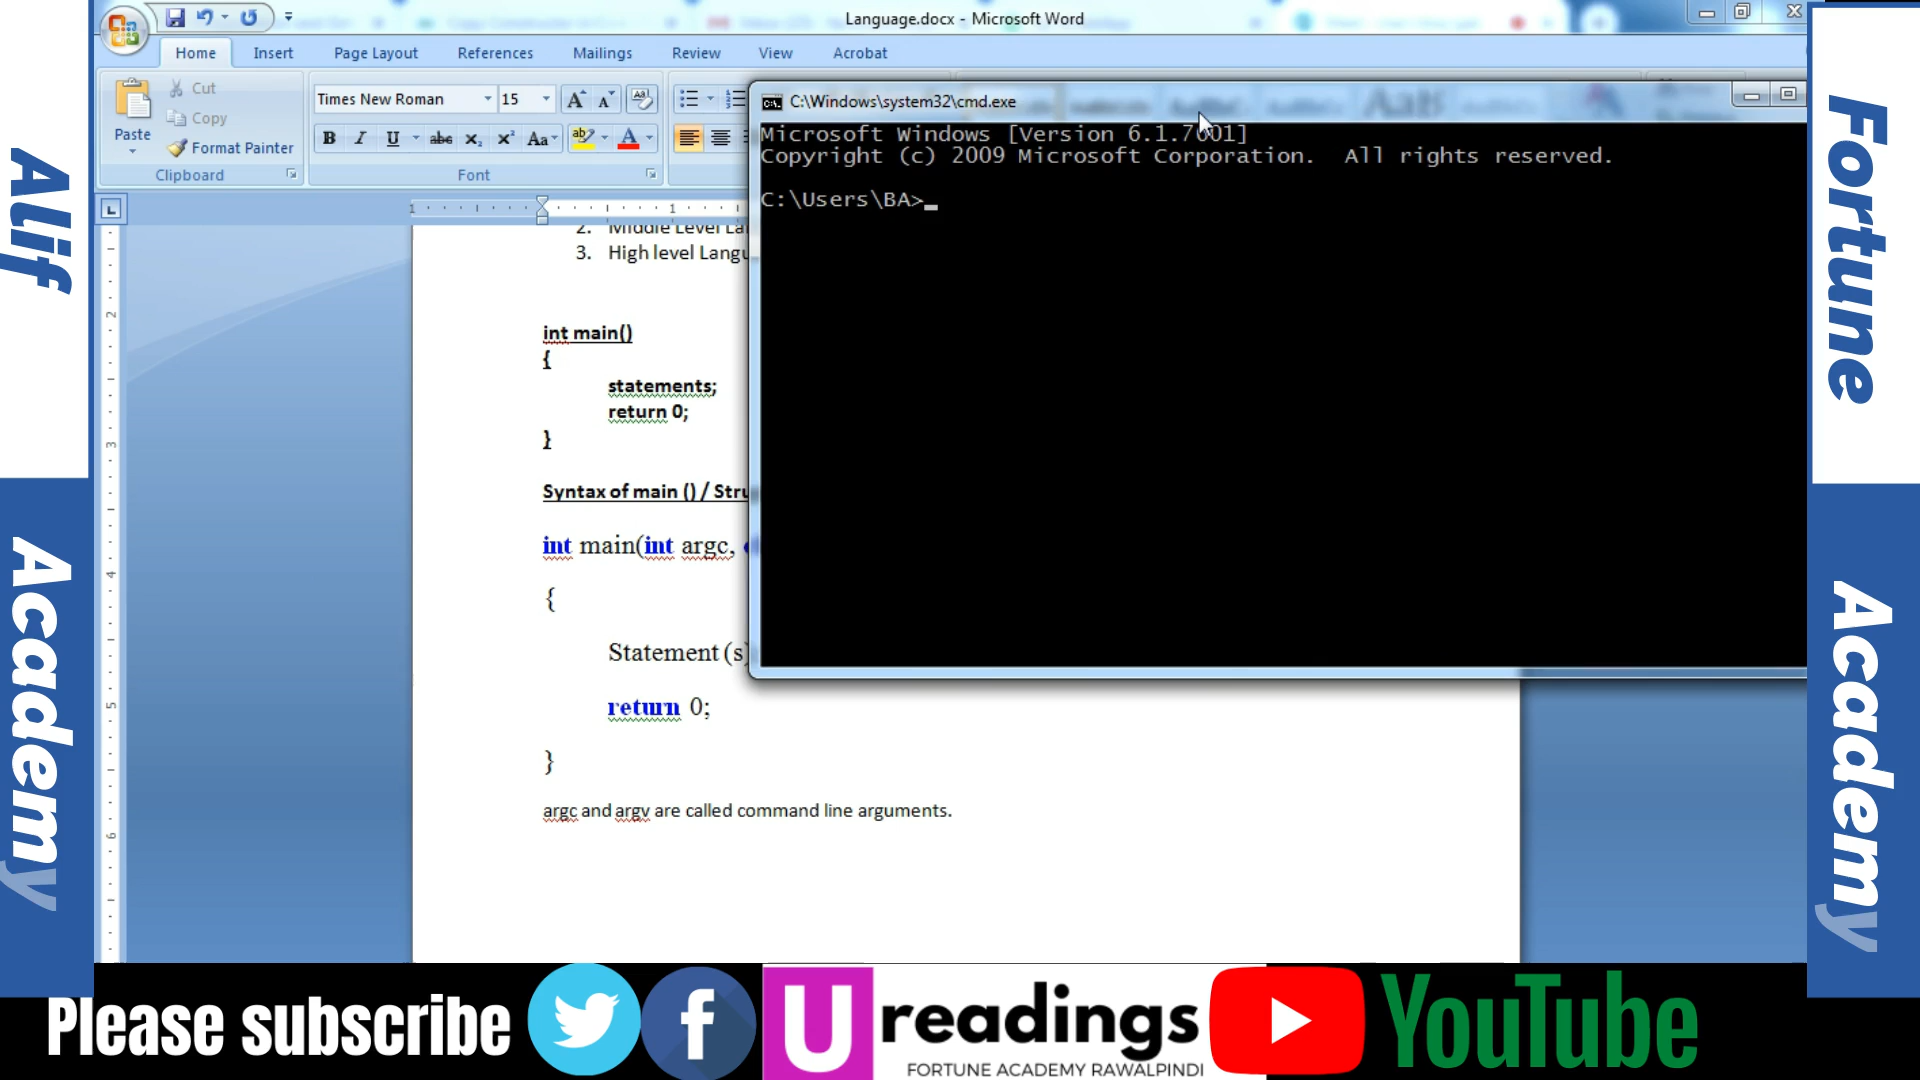 Language.docx - Microsoft Word
Home Insert Page Layout References Mailings Review View Acrobat
Paste
Cut
Copy
Format Painter
Clipboard
Times New Roman 15
Font
C:\Windows\system32\cmd.exe
Microsoft Windows [Version 6.1.7601]
Copyright (c) 2009 Microsoft Corporation. All rights reserved.
C:\Users\BA>
2. Middle Level La
3. High level Langu
int main()
{
statements;
return 0;
}
Syntax of main () / Stru
int main(int argc,
{
Statement (s)
return 0;
}
argc and argv are called command line arguments.
Alif
Academy
Fortune
Academy
Please subscribe
U readings
FORTUNE ACADEMY RAWALPINDI
YouTube